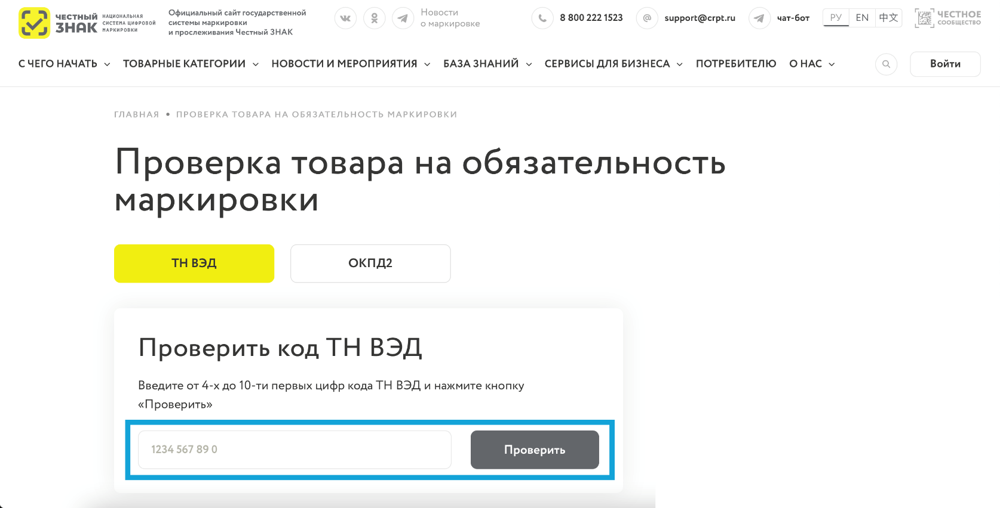 ЧЕСТНЫЙ
ЗНАК
НАЦИОНАЛЬНАЯ
СИСТЕМА ЦИФРОВОЙ
МАРКИРОВКИ
Официальный сайт государственной
системы маркировки
и прослеживания Честный ЗНАК
Новости
о маркировке
8 800 222 1523
@ support@crpt.ru
чат-бот
РУ EN 中文
ЧЕСТНОЕ
СООБЩЕСТВО
С ЧЕГО НАЧАТЬ ТОВАРНЫЕ КАТЕГОРИИ НОВОСТИ И МЕРОПРИЯТИЯ БАЗА ЗНАНИЙ СЕРВИСЫ ДЛЯ БИЗНЕСА ПОТРЕБИТЕЛЮ О НАС Войти
ГЛАВНАЯ • ПРОВЕРКА ТОВАРА НА ОБЯЗАТЕЛЬНОСТЬ МАРКИРОВКИ
Проверка товара на обязательность
маркировки
ТН ВЭД ОКПД2
Проверить код ТН ВЭД
Введите от 4-х до 10-ти первых цифр кода ТН ВЭД и нажмите кнопку
«Проверить»
1234 567 89 0 Проверить